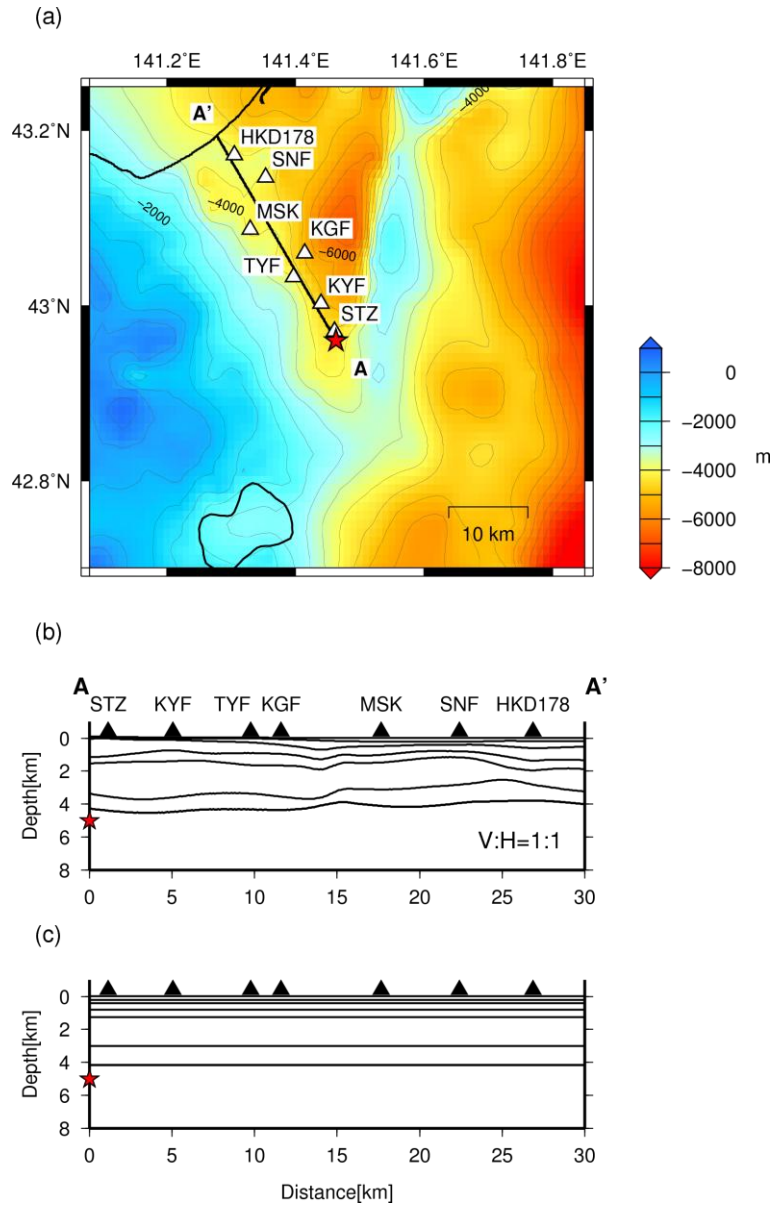 (a)
141.2˚E 141.4˚E 141.6˚E 141.8˚E
43.2˚N
43˚N
42.8˚N
A'
HKD178
SNF
−4000
−2000
−4000
MSK
KGF
−6000
TYF
KYF
STZ
A
10 km
0
−2000
−4000
−6000
−8000
m
(b)
A A'
STZ KYF TYF KGF MSK SNF HKD178
0
2
4
6
8
Depth[km]
V:H=1:1
0 5 10 15 20 25 30
(c)
0
2
4
6
8
Depth[km]
0 5 10 15 20 25 30
Distance[km]